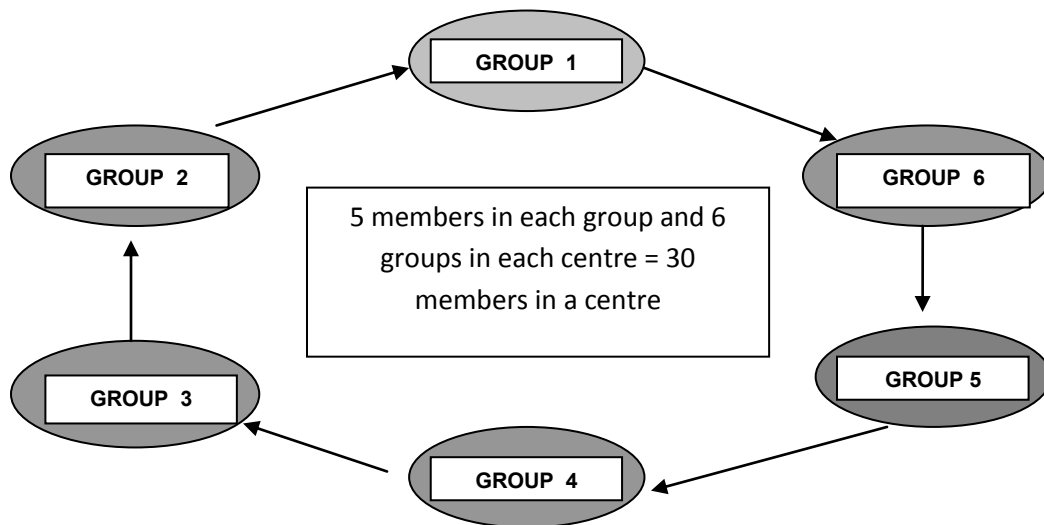 GROUP 1
GROUP 2
GROUP 6
5 members in each group and 6
groups in each centre = 30
members in a centre
GROUP 3
GROUP 5
GROUP 4